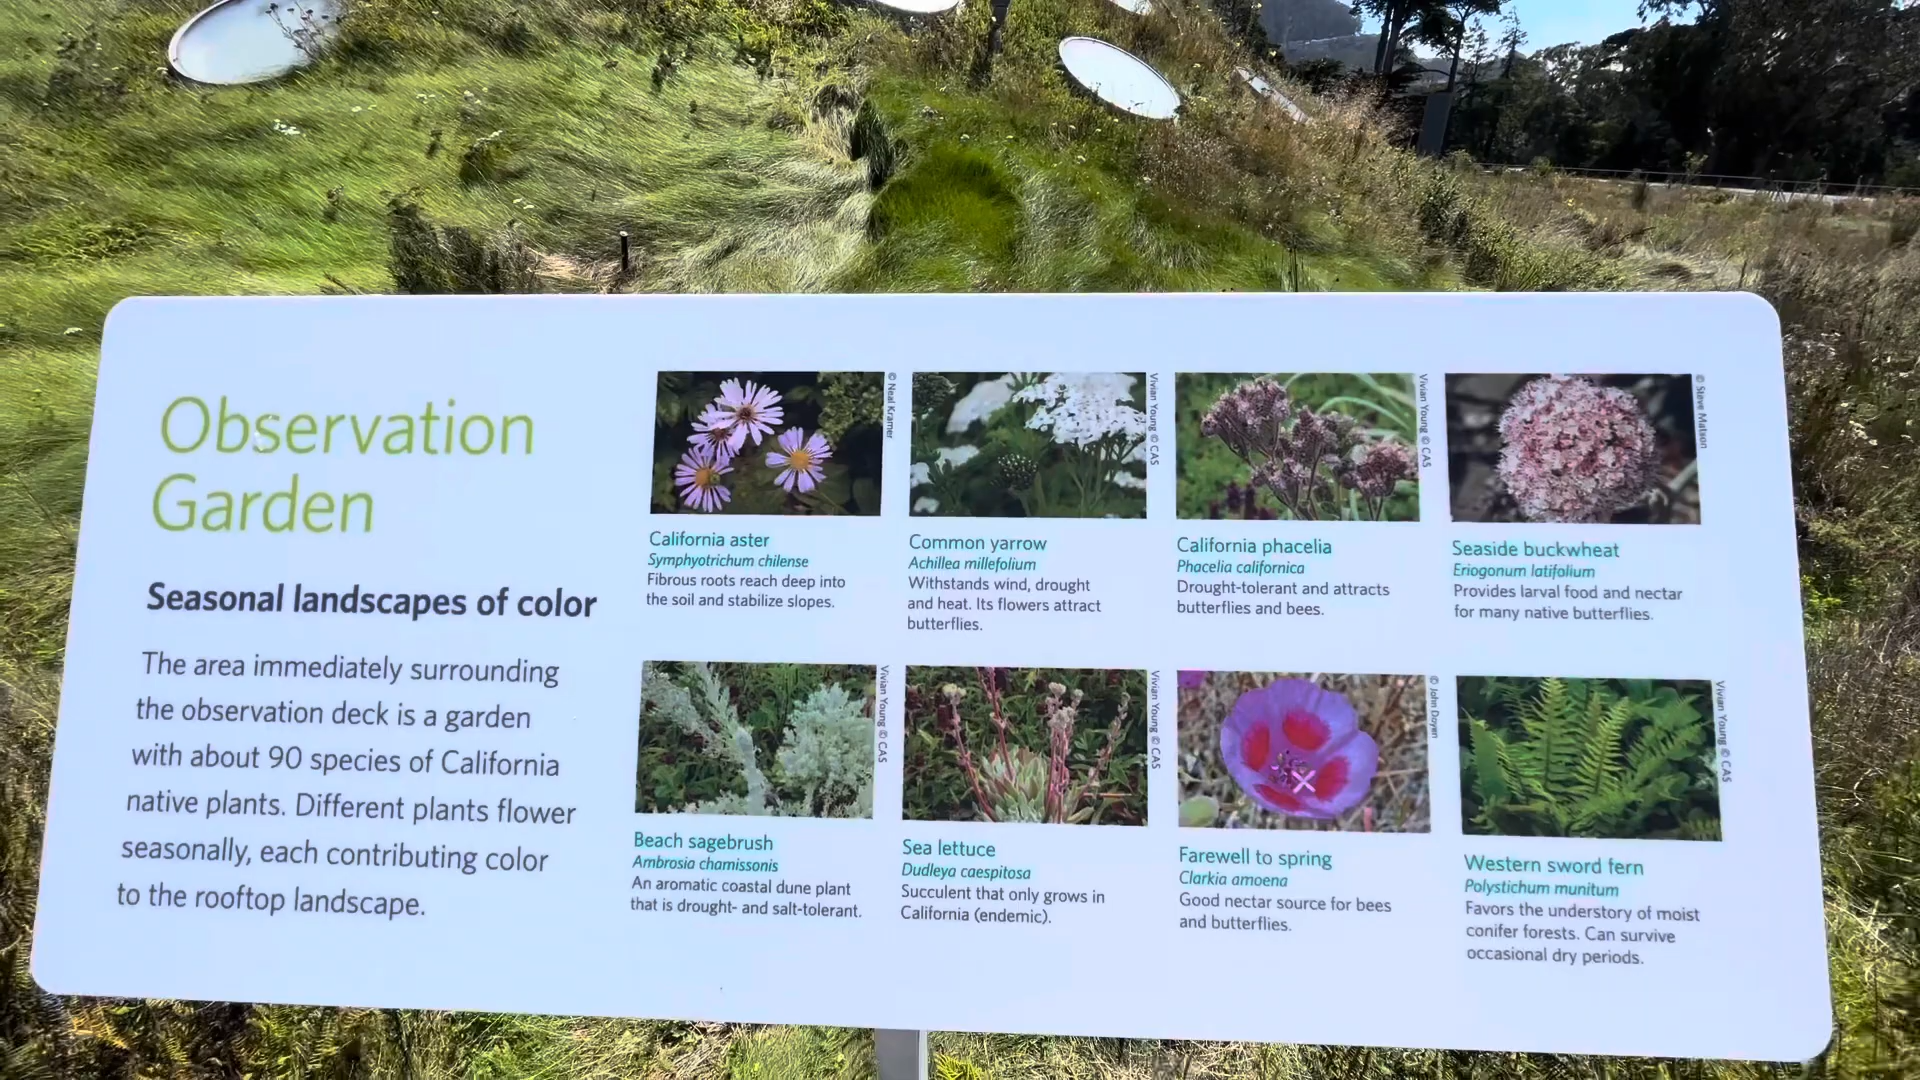 Observation
Garden
Seasonal landscapes of color
The area immediately surrounding
the observation deck is a garden
with about 90 species of California
native plants. Different plants flower
seasonally, each contributing color
to the rooftop landscape.
© Neal Kramer
California aster
Symphyotrichum chilense
Fibrous roots reach deep into
the soil and stabilize slopes.
Vivian Young © CAS
Common yarrow
Achillea millefolium
Withstands wind, drought
and heat. Its flowers attract
butterflies.
Vivian Young © CAS
California phacelia
Phacelia californica
Drought-tolerant and attracts
butterflies and bees.
© Steve Matson
Seaside buckwheat
Eriogonum latifolium
Provides larval food and nectar
for many native butterflies.
Vivian Young © CAS
Beach sagebrush
Ambrosia chamissonis
An aromatic coastal dune plant
that is drought- and salt-tolerant.
Vivian Young © CAS
Sea lettuce
Dudleya caespitosa
Succulent that only grows in
California (endemic).
© John Doyen
Farewell to spring
Clarkia amoena
Good nectar source for bees
and butterflies.
Vivian Young © CAS
Western sword fern
Polystichum munitum
Favors the understory of moist
conifer forests. Can survive
occasional dry periods.